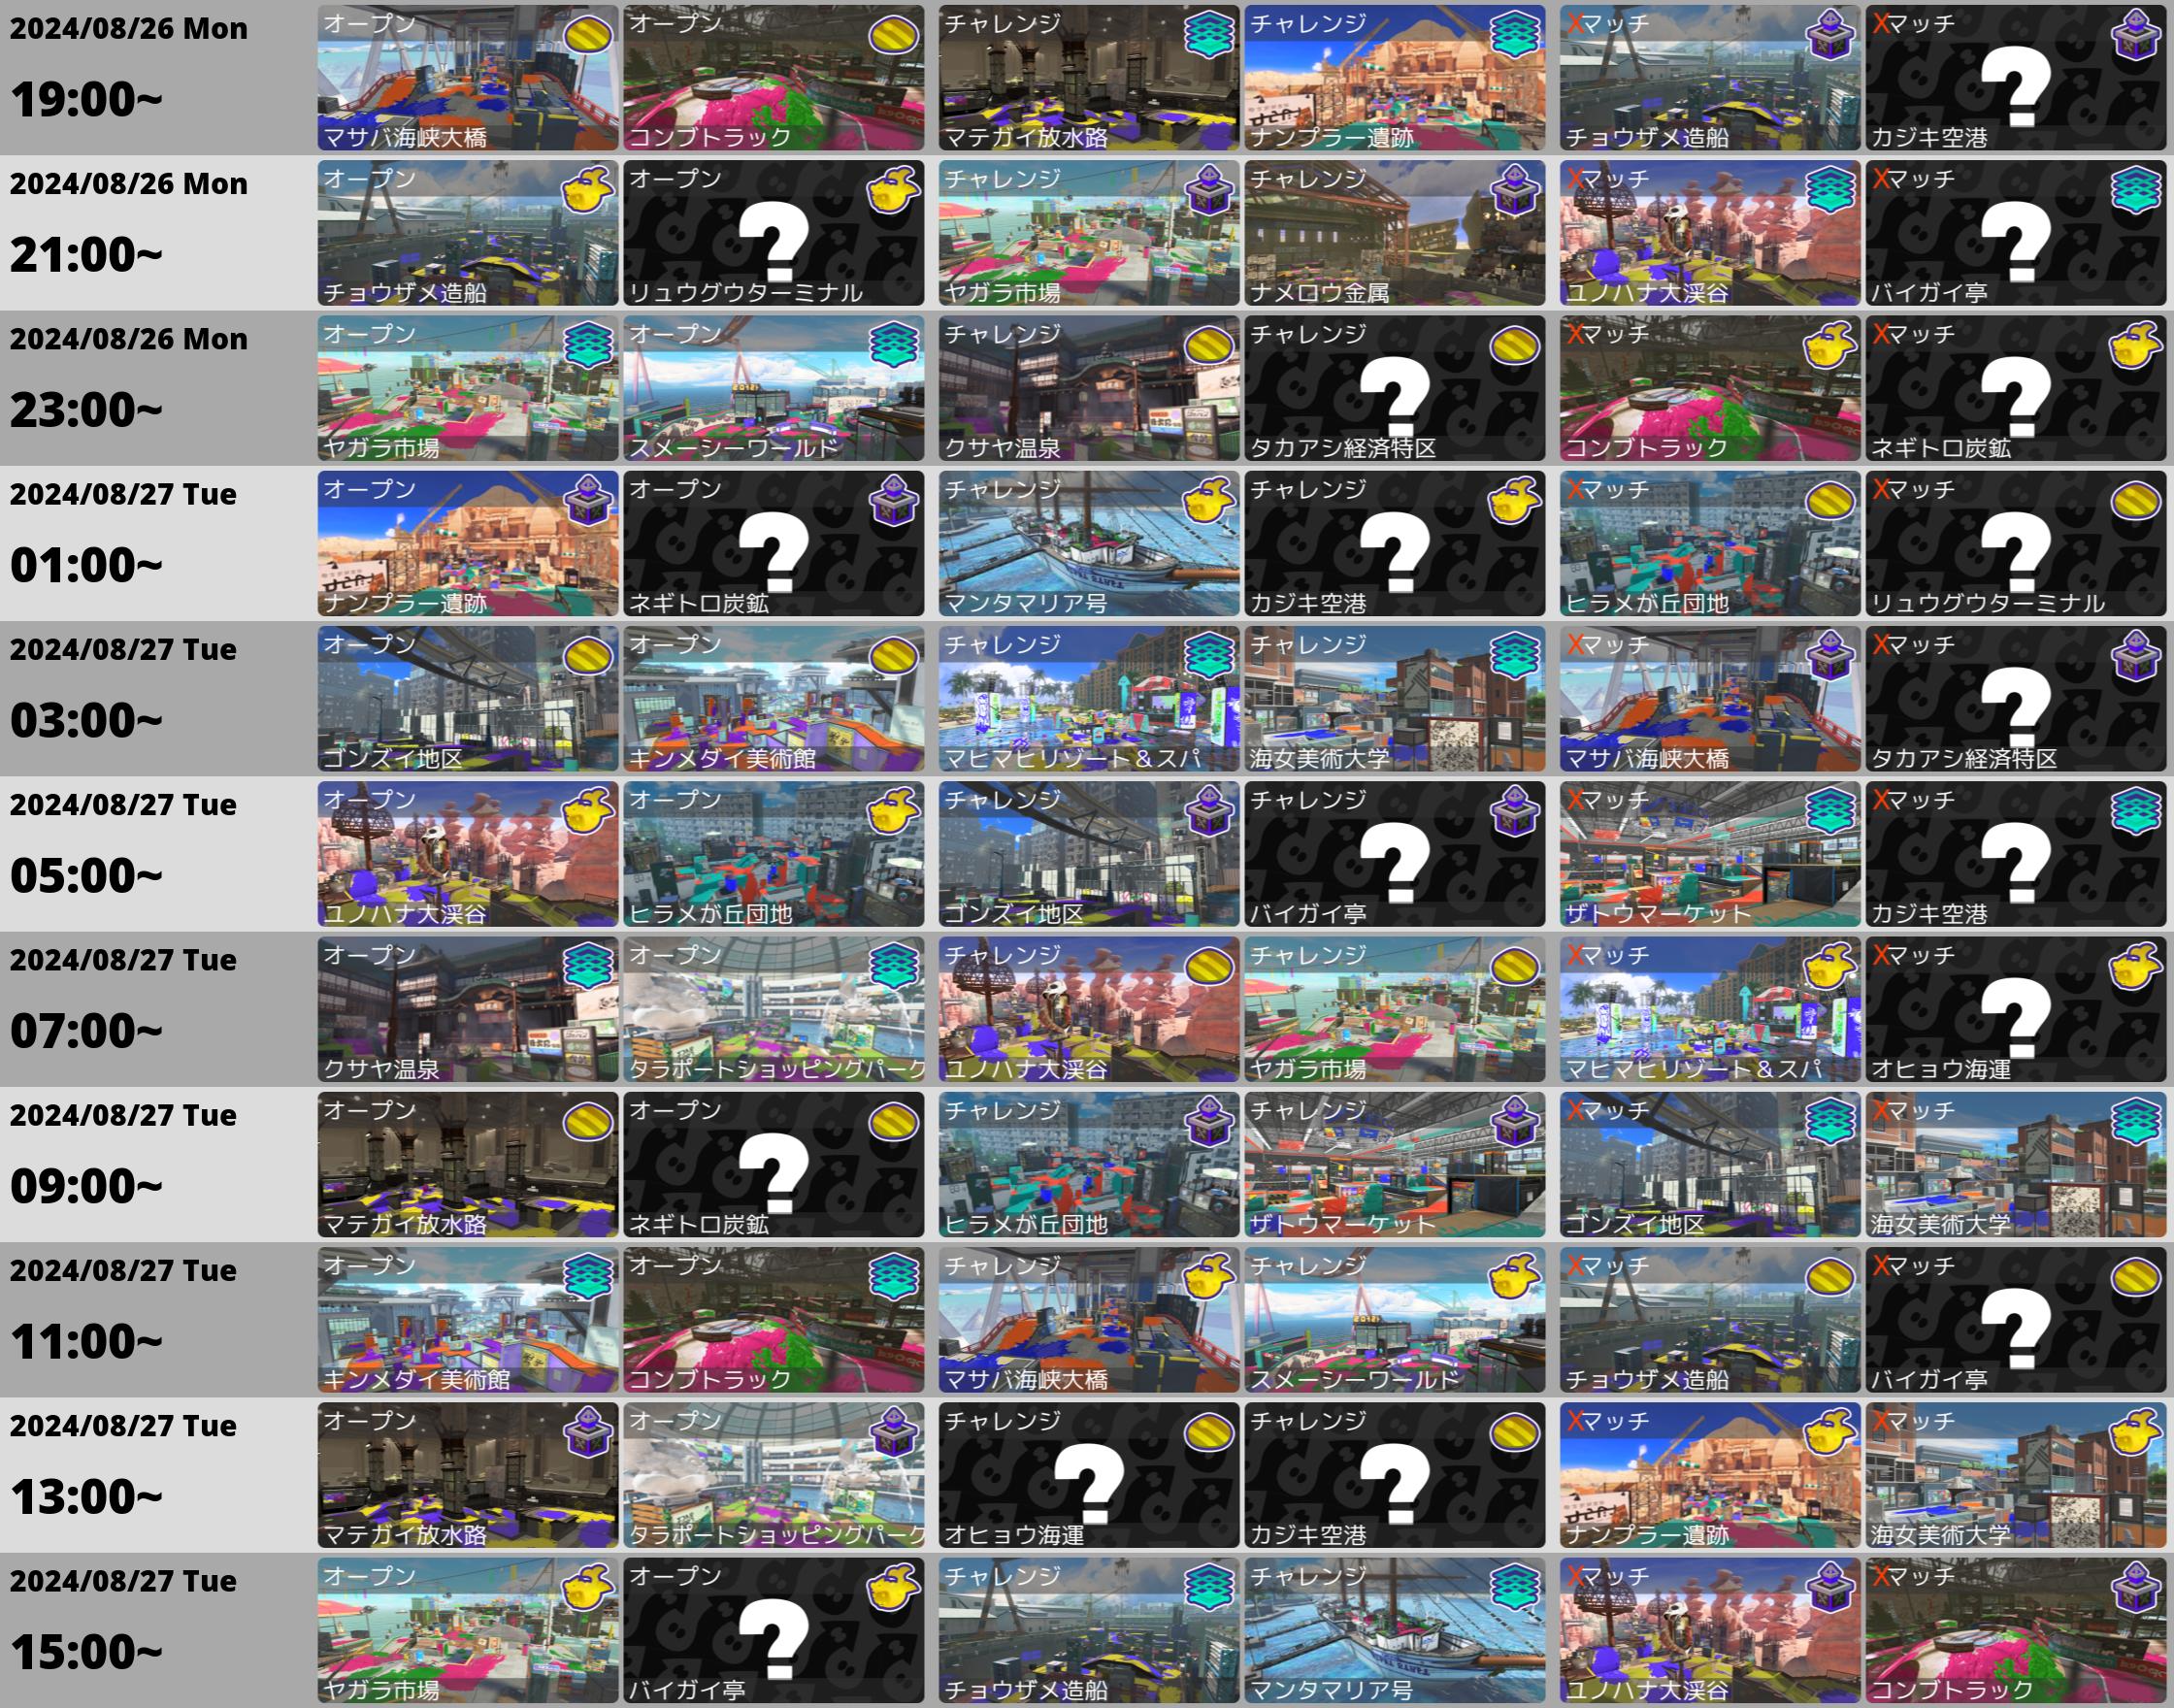 2024/08/26 Mon
19:00~
オープン オープン チャレンジ チャレンジ Xマッチ Xマッチ
マサバ海峡大橋 コンブトラック マテガイ放水路 ナンプラー遺跡 チョウザメ造船 カジキ空港
2024/08/26 Mon
21:00~
オープン オープン チャレンジ チャレンジ Xマッチ Xマッチ
チョウザメ造船 リュウグウターミナル ヤガラ市場 ナメロウ金属 ユノハナ大渓谷 バイガイ亭
2024/08/26 Mon
23:00~
オープン オープン チャレンジ チャレンジ Xマッチ Xマッチ
ヤガラ市場 スメーシーワールド クサヤ温泉 タカアシ経済特区 コンブトラック ネギトロ炭鉱
2024/08/27 Tue
01:00~
オープン オープン チャレンジ チャレンジ Xマッチ Xマッチ
ナンプラー遺跡 ネギトロ炭鉱 マンタマリア号 カジキ空港 ヒラメが丘団地 リュウグウターミナル
2024/08/27 Tue
03:00~
オープン オープン チャレンジ チャレンジ Xマッチ Xマッチ
ゴンズイ地区 キンメダイ美術館 マヒマヒリゾート＆スパ 海女美術大学 マサバ海峡大橋 タカアシ経済特区
2024/08/27 Tue
05:00~
オープン オープン チャレンジ チャレンジ Xマッチ Xマッチ
ユノハナ大渓谷 ヒラメが丘団地 ゴンズイ地区 バイガイ亭 ザトウマーケット カジキ空港
2024/08/27 Tue
07:00~
オープン オープン チャレンジ チャレンジ Xマッチ Xマッチ
クサヤ温泉 タラポートショッピングパーク ユノハナ大渓谷 ヤガラ市場 マヒマヒリゾート＆スパ オヒョウ海運
2024/08/27 Tue
09:00~
オープン オープン チャレンジ チャレンジ Xマッチ Xマッチ
マテガイ放水路 ネギトロ炭鉱 ヒラメが丘団地 ザトウマーケット ゴンズイ地区 海女美術大学
2024/08/27 Tue
11:00~
オープン オープン チャレンジ チャレンジ Xマッチ Xマッチ
キンメダイ美術館 コンブトラック マサバ海峡大橋 スメーシーワールド チョウザメ造船 バイガイ亭
2024/08/27 Tue
13:00~
オープン オープン チャレンジ チャレンジ Xマッチ Xマッチ
マテガイ放水路 タラポートショッピングパーク オヒョウ海運 カジキ空港 ナンプラー遺跡 海女美術大学
2024/08/27 Tue
15:00~
オープン オープン チャレンジ チャレンジ Xマッチ Xマッチ
ヤガラ市場 バイガイ亭 チョウザメ造船 マンタマリア号 ユノハナ大渓谷 コンブトラック